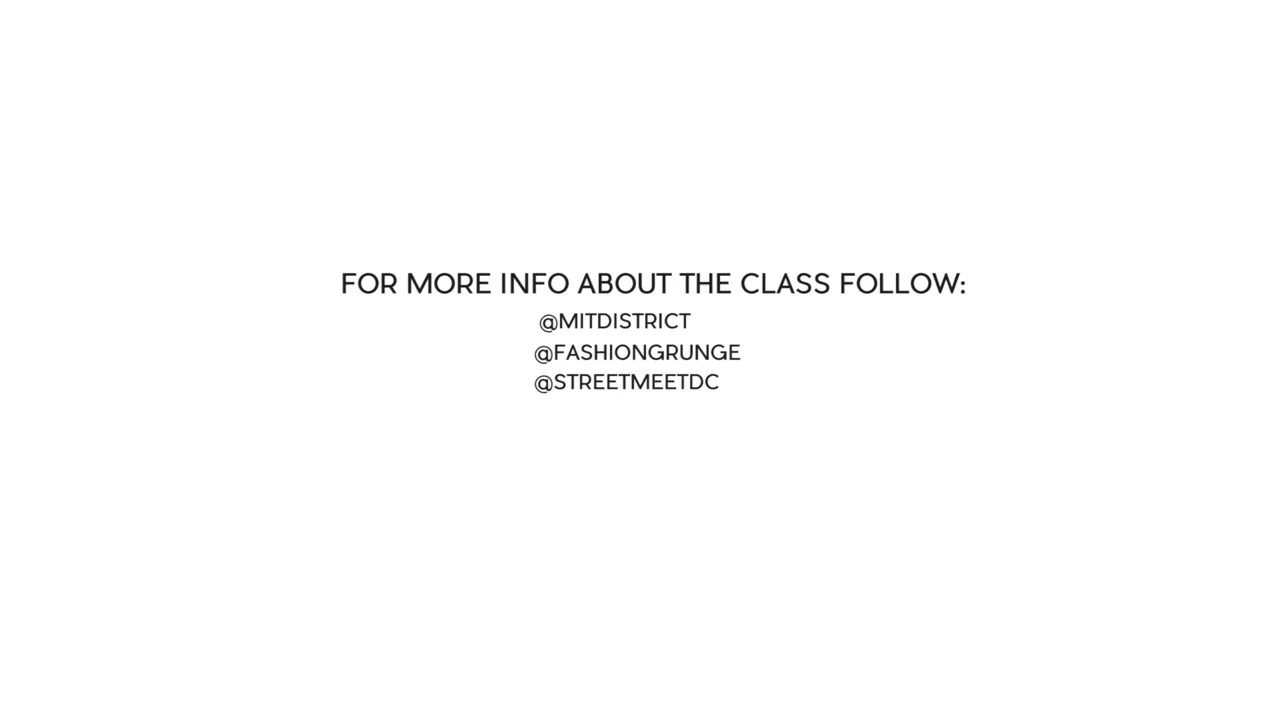 FOR MORE INFO ABOUT THE CLASS FOLLOW:
@MITDISTRICT
@FASHIONGRUNGE
@STREETMEETDC